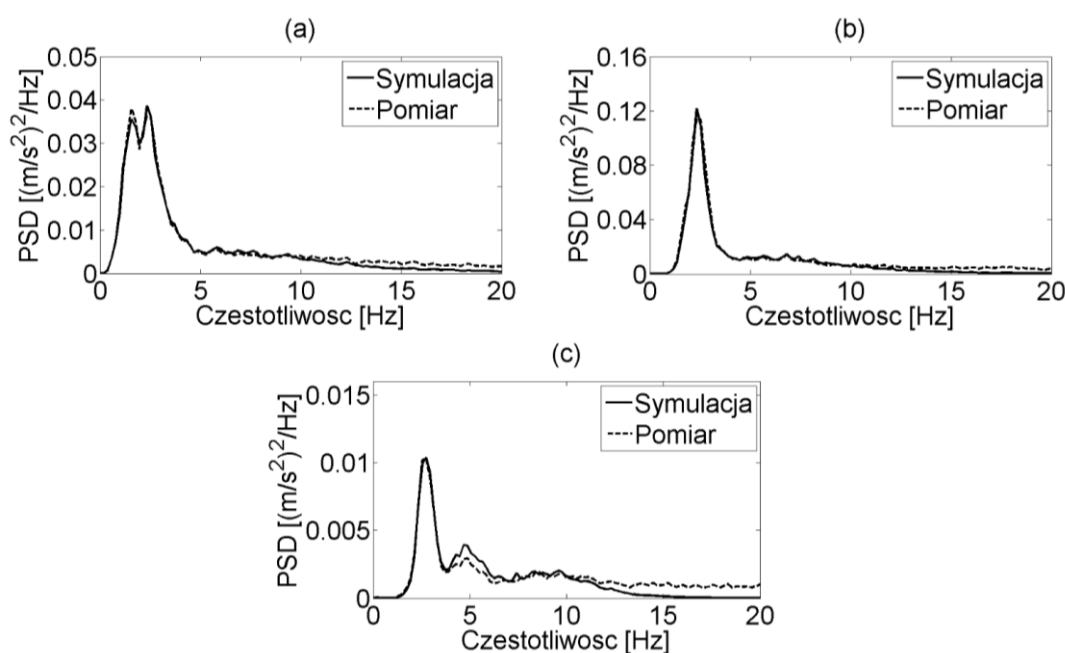 (a)
PSD [(m/s²)²/Hz]
0.05
0.04
0.03
0.02
0.01
0
Symulacja
Pomiar
0 5 10 15 20
Czestotliwosc [Hz]
(b)
PSD [(m/s²)²/Hz]
0.16
0.12
0.08
0.04
0
Symulacja
Pomiar
0 5 10 15 20
Czestotliwosc [Hz]
(c)
PSD [(m/s²)²/Hz]
0.015
0.01
0.005
0
Symulacja
Pomiar
0 5 10 15 20
Czestotliwosc [Hz]